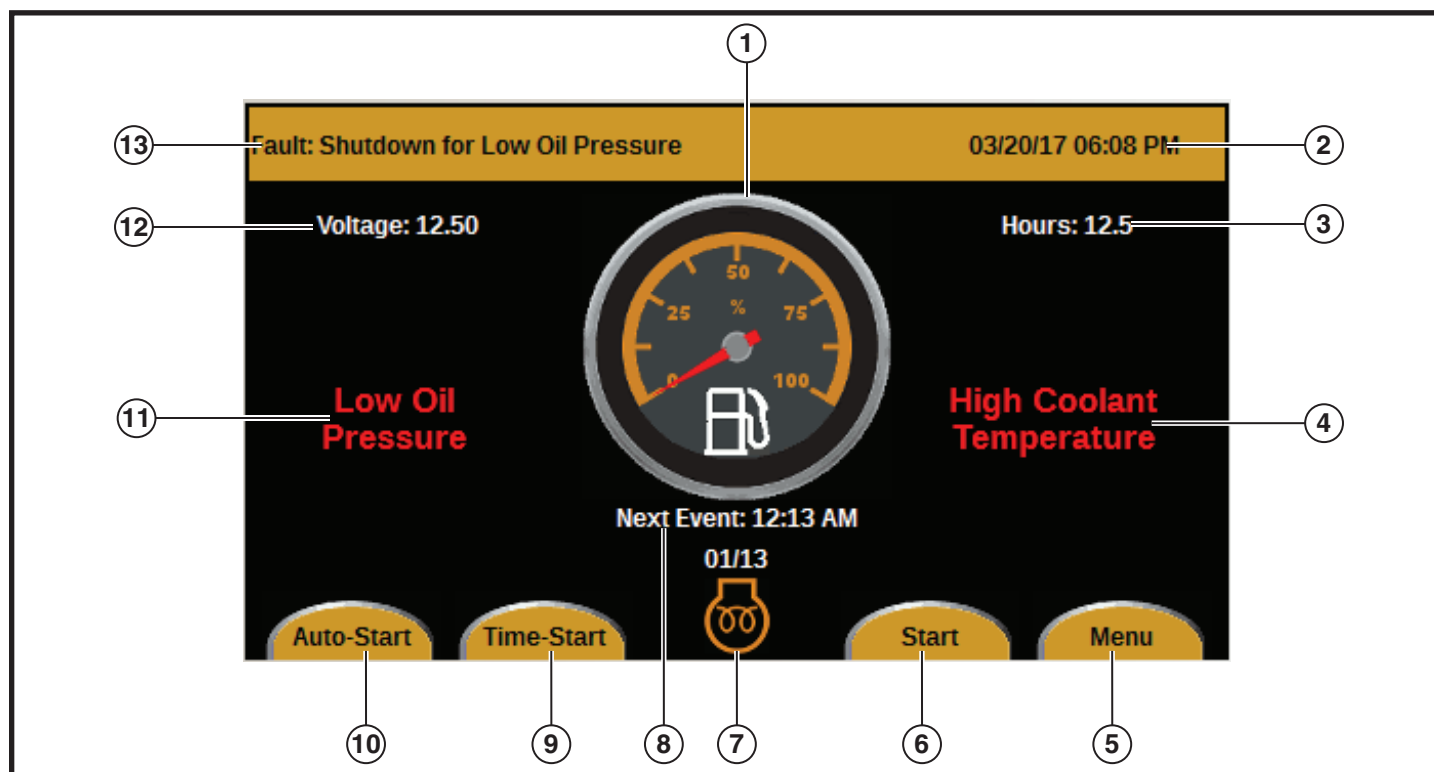 1
13
Fault: Shutdown for Low Oil Pressure
03/20/17 06:08 PM
2
12
Voltage: 12.50
Hours: 12.5
3
50
25
%
75
0
100
11
Low Oil
Pressure
High Coolant
Temperature
4
Next Event: 12:13 AM
01/13
Auto-Start
Time-Start
Start
Menu
10
9
8
7
6
5